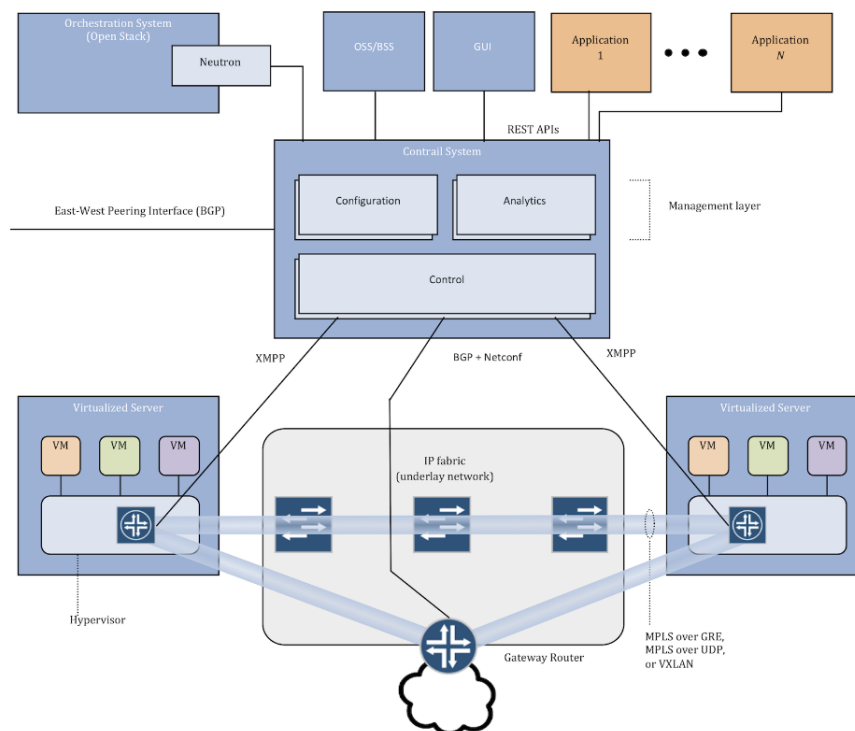 Orchestration System
(Open Stack)
Neutron
OSS/BSS
GUI
Application
1
Application
N
REST APIs
Contrail System
Configuration
Analytics
Management layer
East-West Peering Interface (BGP)
Control
XMPP
BGP + Netconf
XMPP
Virtualized Server
VM
VM
VM
IP fabric
(underlay network)
Virtualized Server
VM
VM
VM
Hypervisor
Gateway Router
MPLS over GRE,
MPLS over UDP,
or VXLAN